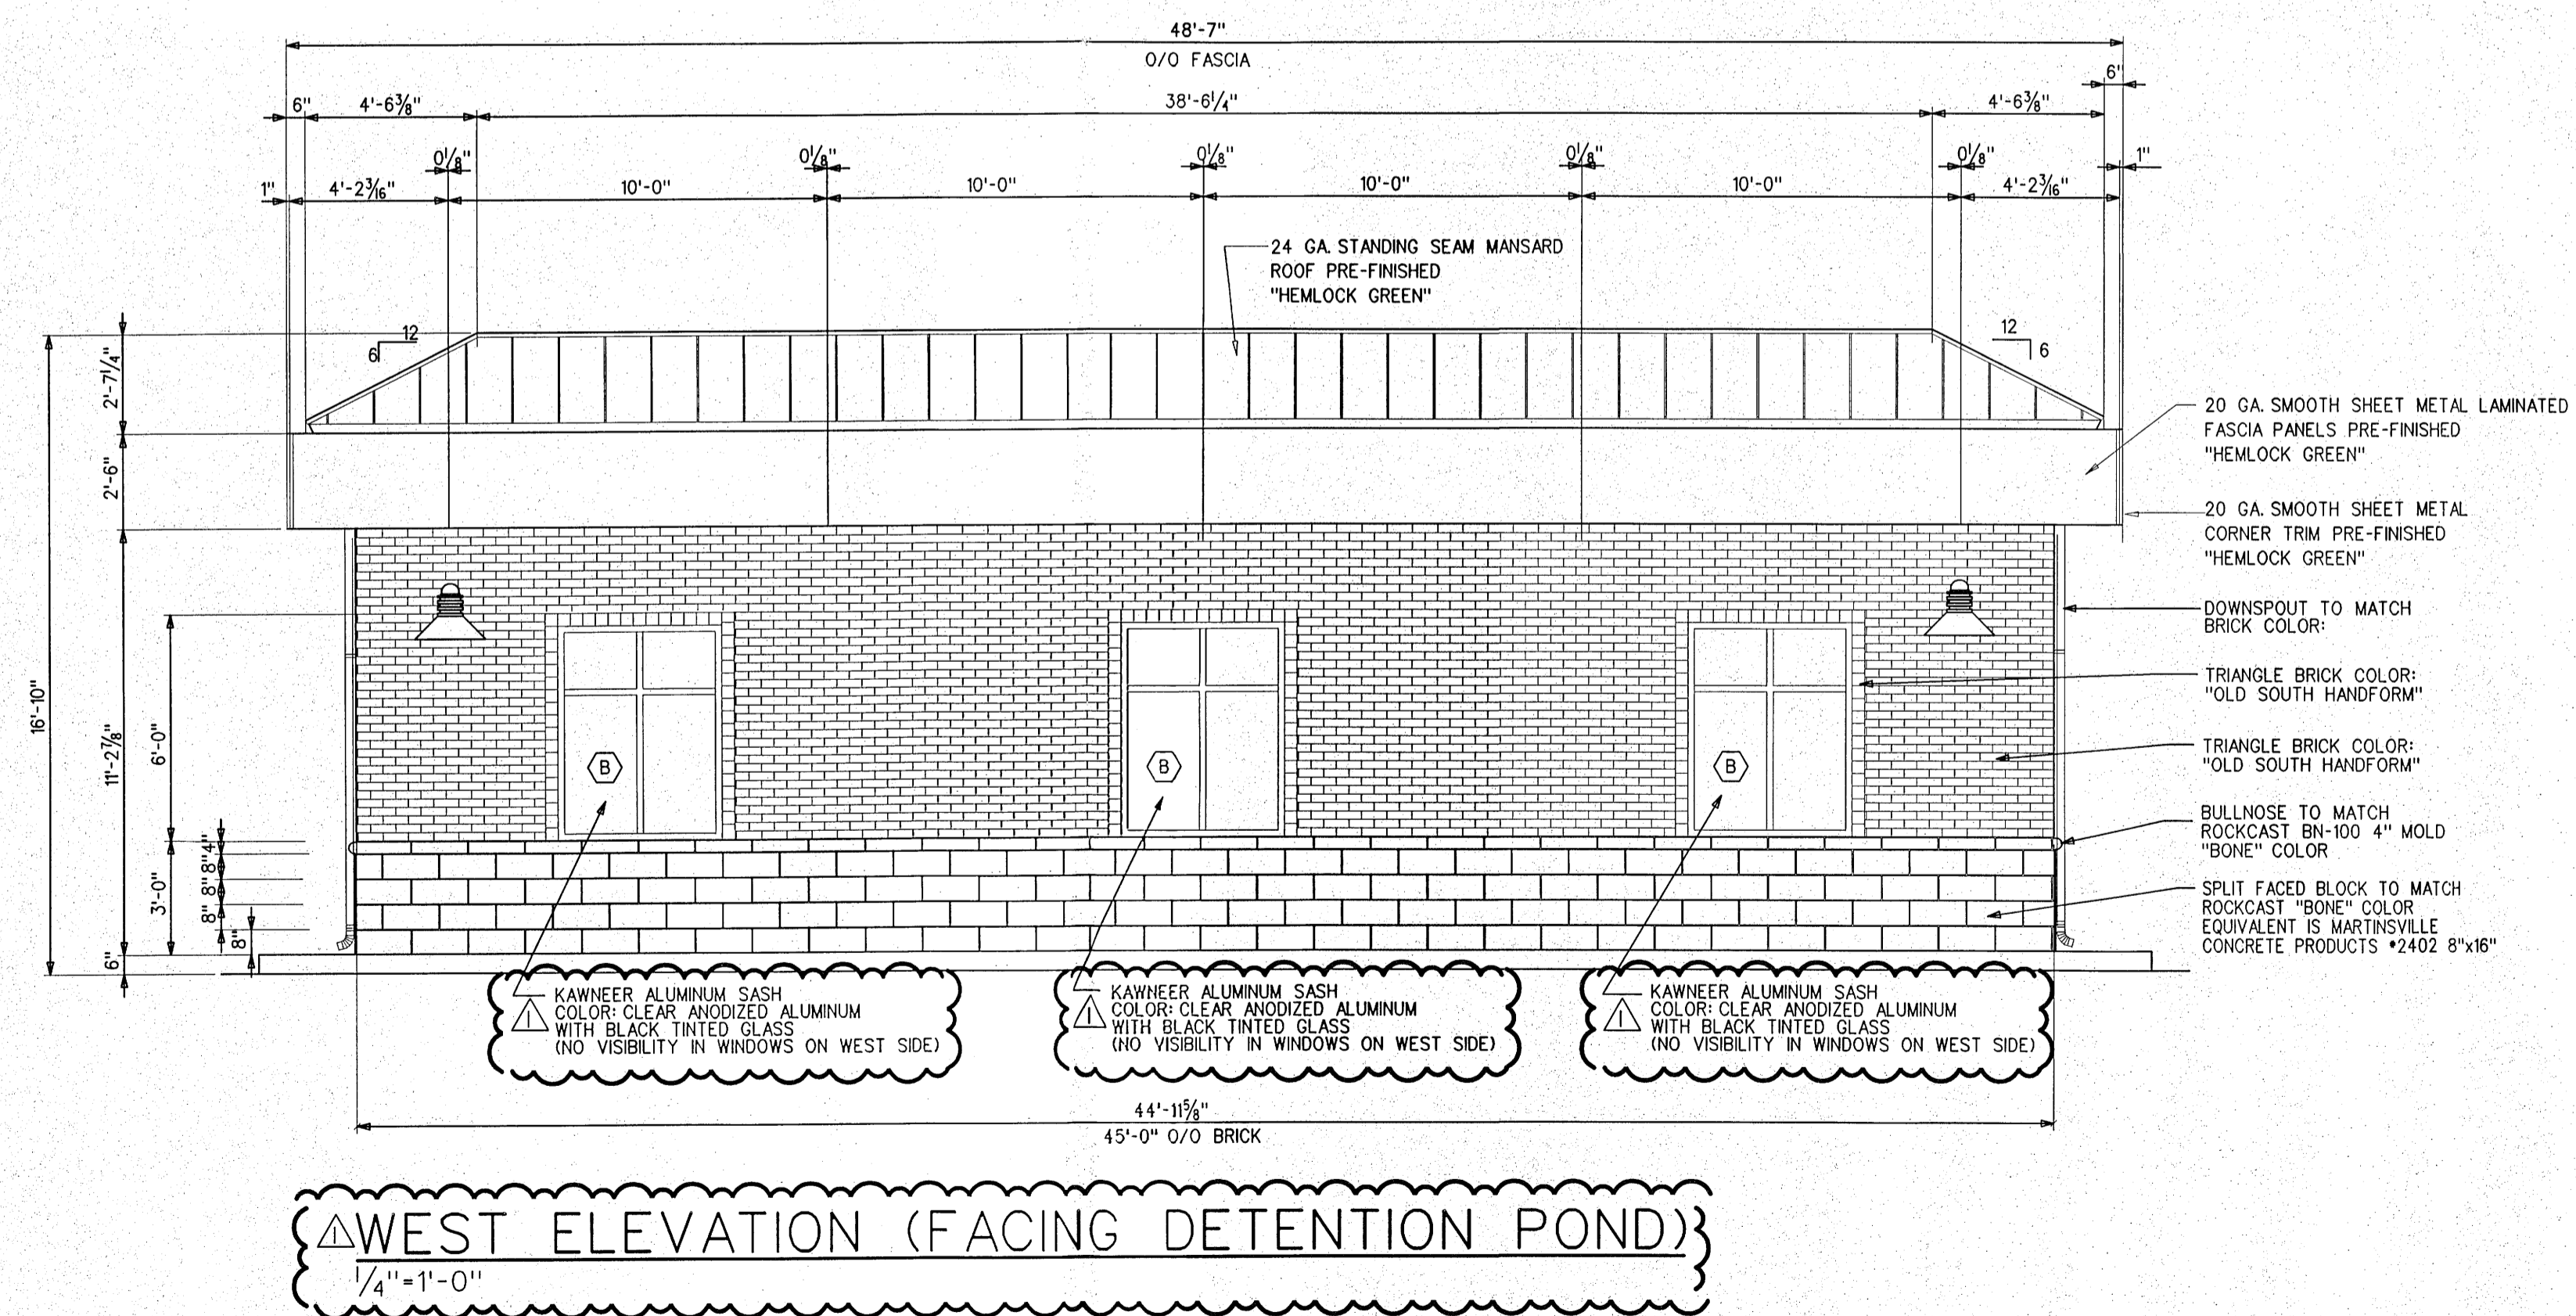 48'-7"
O/O FASCIA
6"
6" 4'-6⅜" 38'-6¼" 4'-6⅜"
0⅛" 0⅛" 0⅛" 0⅛" 0⅛" 1"
1" 4'-2³⁄₁₆" 10'-0" 10'-0" 10'-0" 10'-0" 4'-2³⁄₁₆"
24 GA. STANDING SEAM MANSARD
ROOF PRE-FINISHED
"HEMLOCK GREEN"
12
6
12
6
2'-7¼"
2'-6"
16'-10"
11'-2⅞"
6'-0"
3'-0"
4"
8"
8"
8"
8"
6"
20 GA. SMOOTH SHEET METAL LAMINATED
FASCIA PANELS PRE-FINISHED
"HEMLOCK GREEN"
20 GA. SMOOTH SHEET METAL
CORNER TRIM PRE-FINISHED
"HEMLOCK GREEN"
DOWNSPOUT TO MATCH
BRICK COLOR:
TRIANGLE BRICK COLOR:
"OLD SOUTH HANDFORM"
TRIANGLE BRICK COLOR:
"OLD SOUTH HANDFORM"
BULLNOSE TO MATCH
ROCKCAST BN-100 4" MOLD
"BONE" COLOR
SPLIT FACED BLOCK TO MATCH
ROCKCAST "BONE" COLOR
EQUIVALENT IS MARTINSVILLE
CONCRETE PRODUCTS •2402 8"x16"
B B B
KAWNEER ALUMINUM SASH
COLOR: CLEAR ANODIZED ALUMINUM
WITH BLACK TINTED GLASS
(NO VISIBILITY IN WINDOWS ON WEST SIDE)
1
KAWNEER ALUMINUM SASH
COLOR: CLEAR ANODIZED ALUMINUM
WITH BLACK TINTED GLASS
(NO VISIBILITY IN WINDOWS ON WEST SIDE)
1
KAWNEER ALUMINUM SASH
COLOR: CLEAR ANODIZED ALUMINUM
WITH BLACK TINTED GLASS
(NO VISIBILITY IN WINDOWS ON WEST SIDE)
1
44'-11⅝"
45'-0" O/O BRICK
1 WEST ELEVATION (FACING DETENTION POND)
¼"=1'-0"